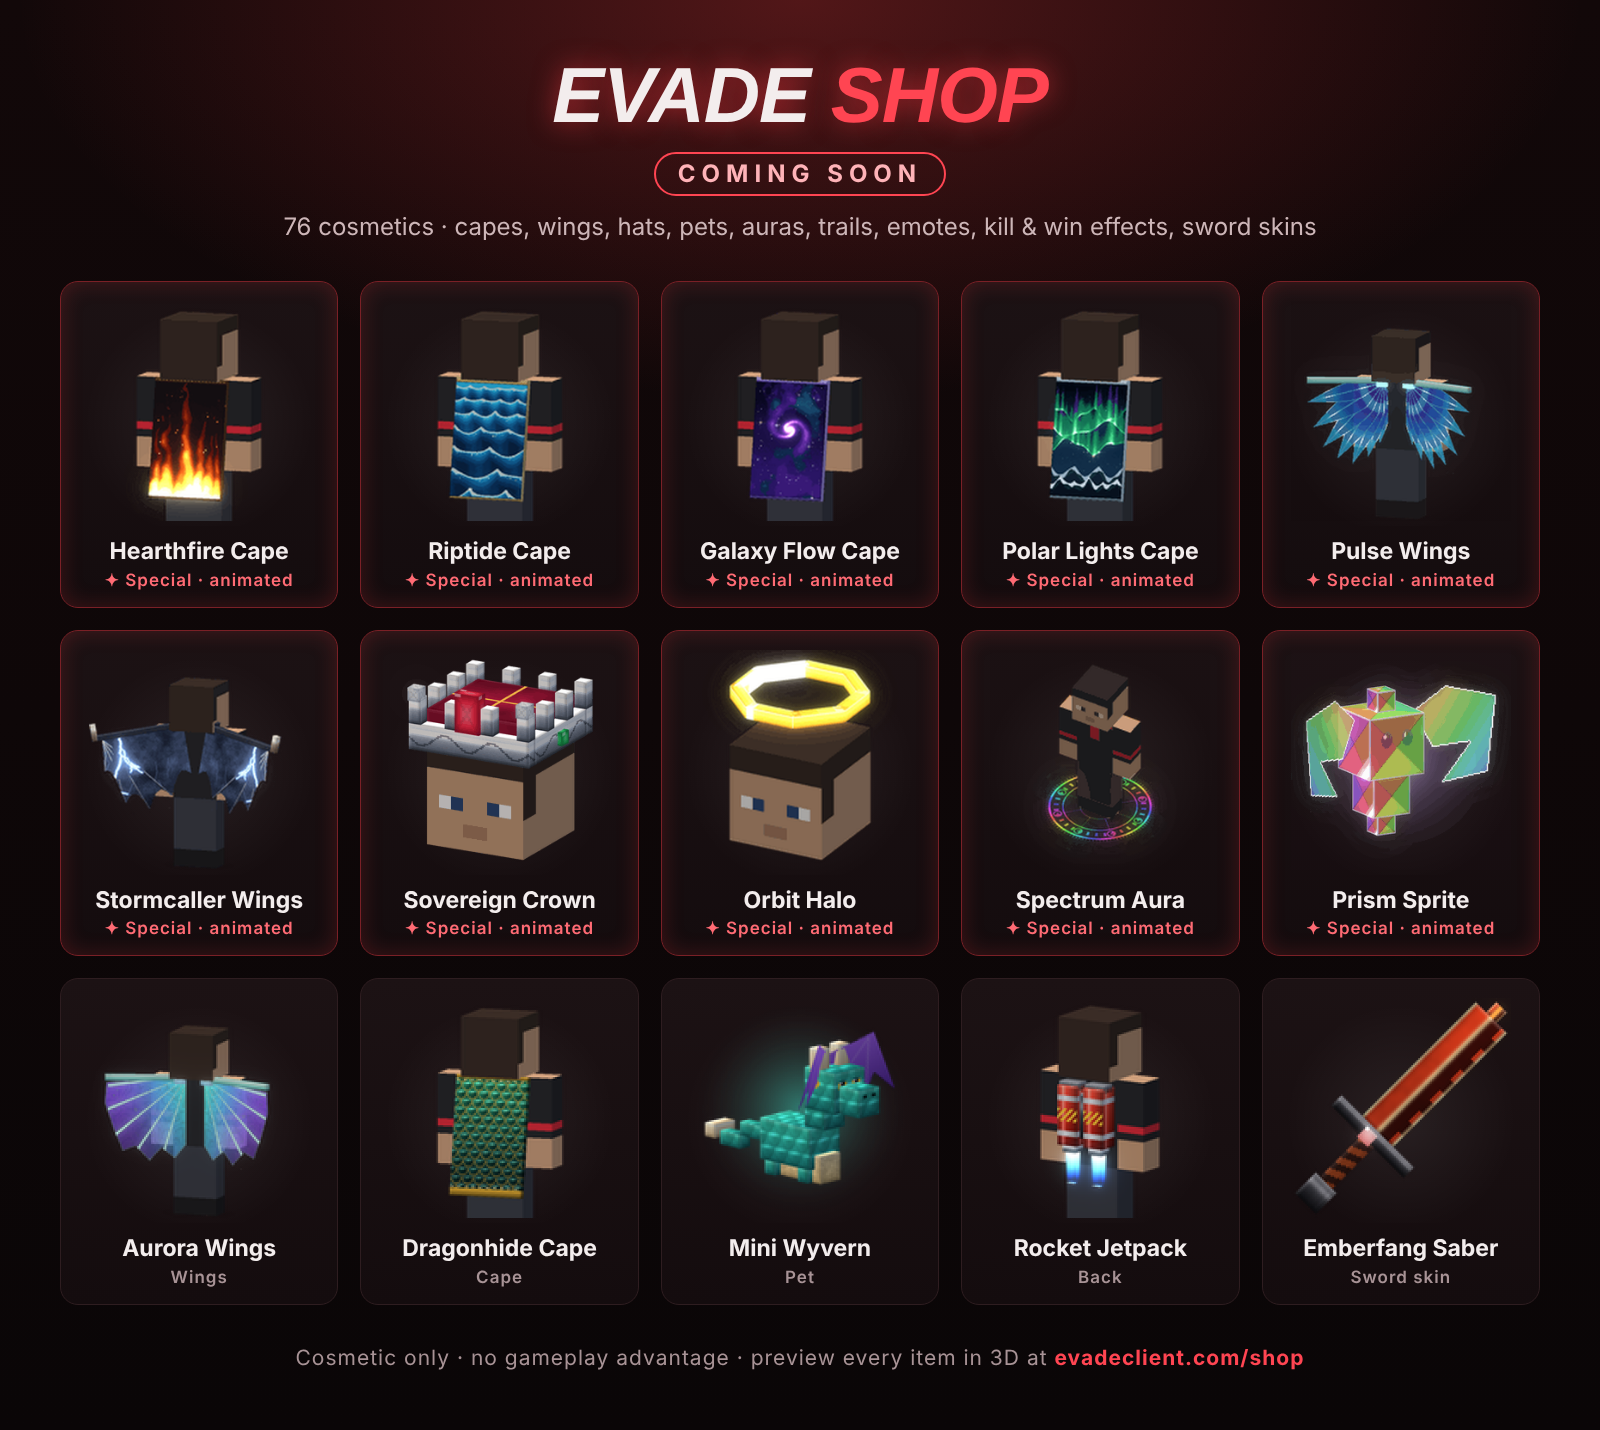 EVADE SHOP
COMING SOON
76 cosmetics · capes, wings, hats, pets, auras, trails, emotes, kill & win effects, sword skins
Hearthfire Cape
✦ Special · animated
Riptide Cape
✦ Special · animated
Galaxy Flow Cape
✦ Special · animated
Polar Lights Cape
✦ Special · animated
Pulse Wings
✦ Special · animated
Stormcaller Wings
✦ Special · animated
Sovereign Crown
✦ Special · animated
Orbit Halo
✦ Special · animated
Spectrum Aura
✦ Special · animated
Prism Sprite
✦ Special · animated
Aurora Wings
Wings
Dragonhide Cape
Cape
Mini Wyvern
Pet
Rocket Jetpack
Back
Emberfang Saber
Sword skin
Cosmetic only · no gameplay advantage · preview every item in 3D at evadeclient.com/shop